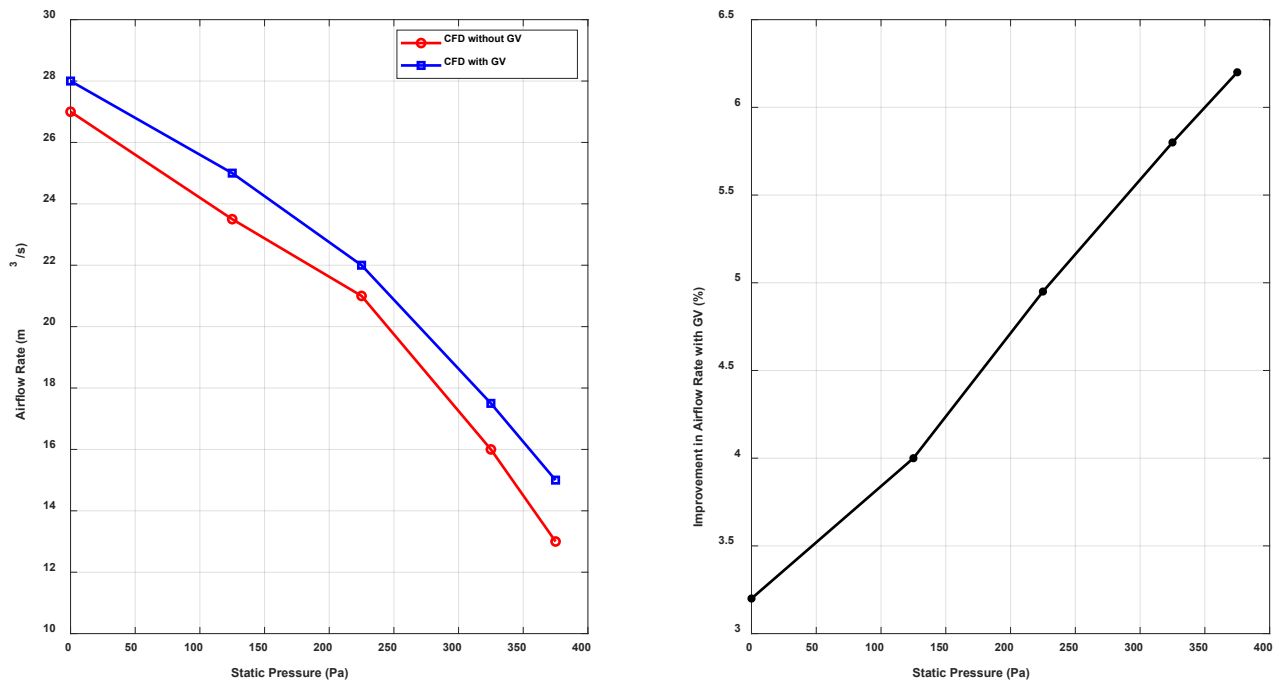 30
28
26
24
22
20
18
16
14
12
10
Airflow Rate (m
3
/s)
CFD without GV
CFD with GV
0 50 100 150 200 250 300 350 400
Static Pressure (Pa)
6.5
6
5.5
5
4.5
4
3.5
3
Improvement in Airflow Rate with GV (%)
0 50 100 150 200 250 300 350 400
Static Pressure (Pa)